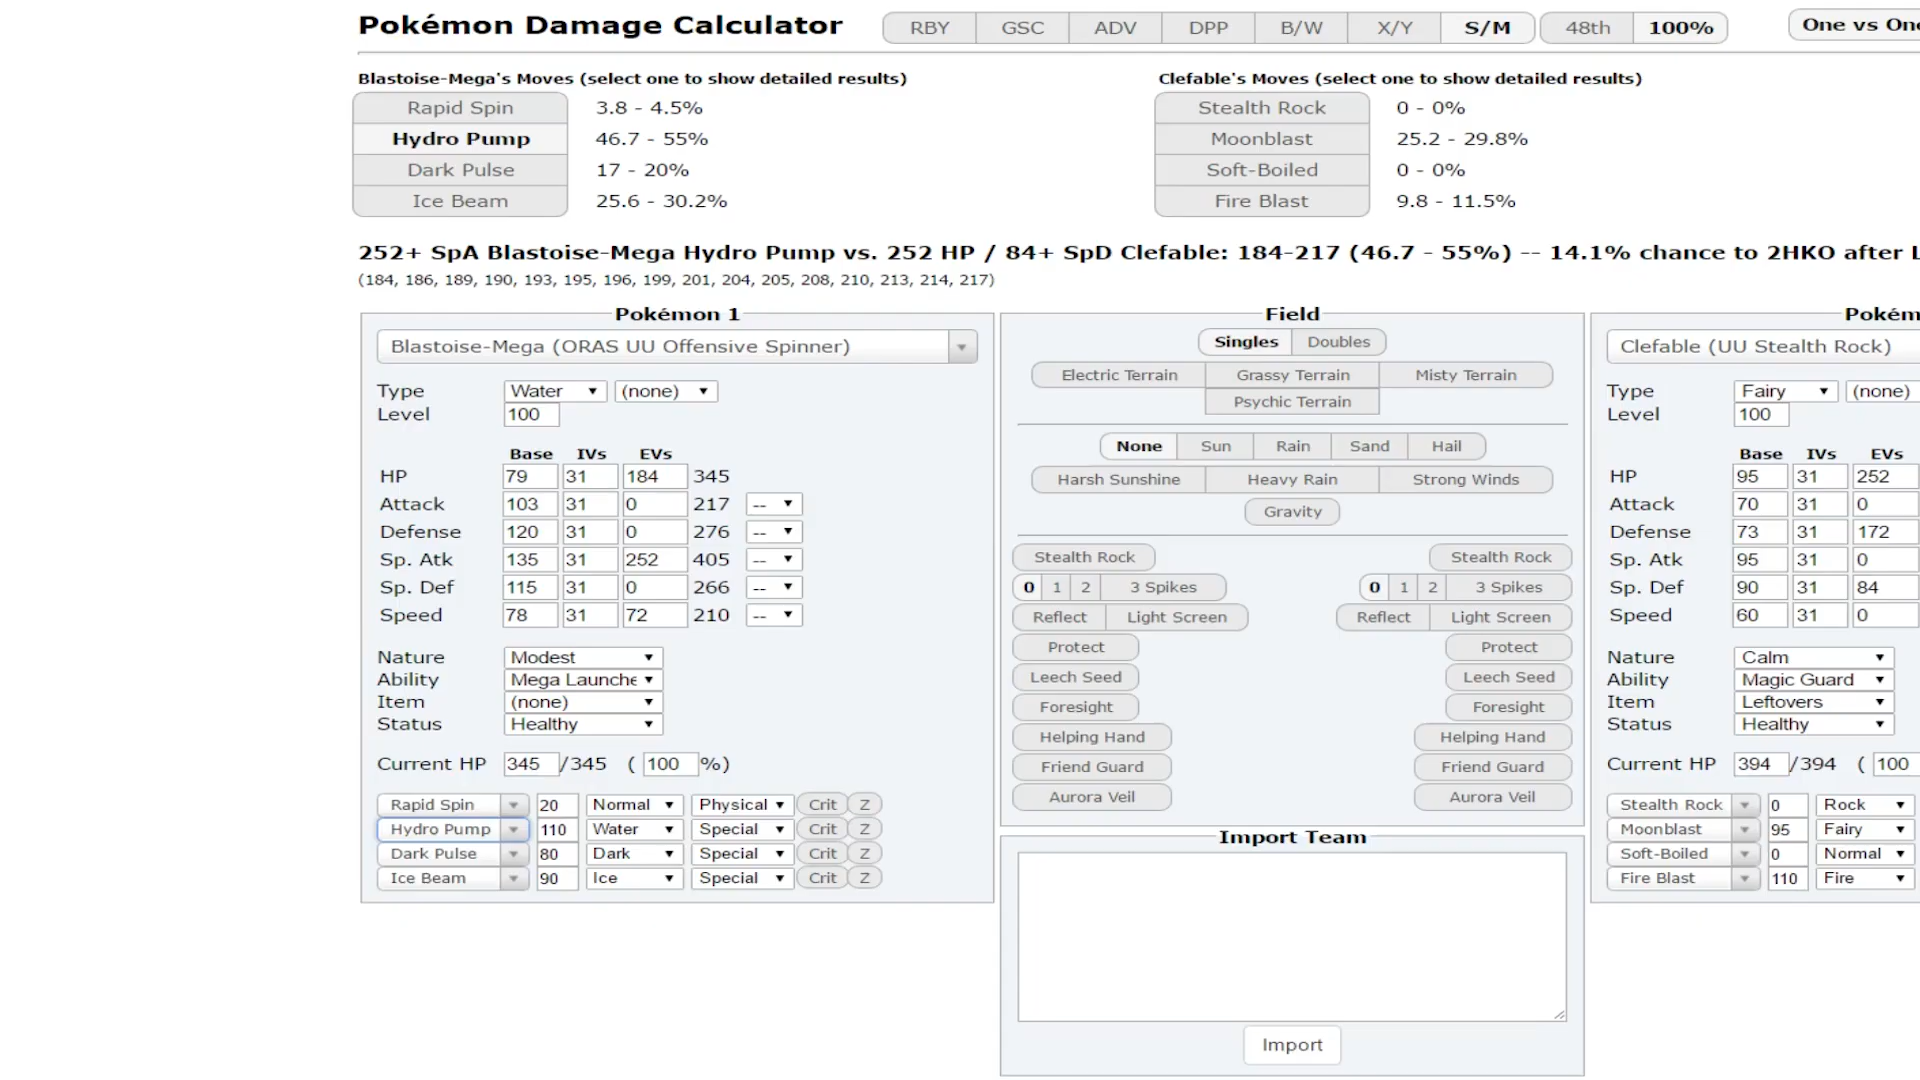 Pokémon Damage Calculator RBY GSC ADV DPP B/W X/Y S/M 48th 100% One vs One
Blastoise-Mega's Moves (select one to show detailed results)
Rapid Spin 3.8 - 4.5%
Hydro Pump 46.7 - 55%
Dark Pulse 17 - 20%
Ice Beam 25.6 - 30.2%
Clefable's Moves (select one to show detailed results)
Stealth Rock 0 - 0%
Moonblast 25.2 - 29.8%
Soft-Boiled 0 - 0%
Fire Blast 9.8 - 11.5%
252+ SpA Blastoise-Mega Hydro Pump vs. 252 HP / 84+ SpD Clefable: 184-217 (46.7 - 55%) -- 14.1% chance to 2HKO after L
(184, 186, 189, 190, 193, 195, 196, 199, 201, 204, 205, 208, 210, 213, 214, 217)
Pokémon 1
Blastoise-Mega (ORAS UU Offensive Spinner)
Type Water (none)
Level 100
Base IVs EVs
HP 79 31 184 345
Attack 103 31 0 217 --
Defense 120 31 0 276 --
Sp. Atk 135 31 252 405 --
Sp. Def 115 31 0 266 --
Speed 78 31 72 210 --
Nature Modest
Ability Mega Launche
Item (none)
Status Healthy
Current HP 345 /345 ( 100 %)
Rapid Spin 20 Normal Physical Crit Z
Hydro Pump 110 Water Special Crit Z
Dark Pulse 80 Dark Special Crit Z
Ice Beam 90 Ice Special Crit Z
Field
Singles Doubles
Electric Terrain Grassy Terrain Misty Terrain
Psychic Terrain
None Sun Rain Sand Hail
Harsh Sunshine Heavy Rain Strong Winds
Gravity
Stealth Rock Stealth Rock
0 1 2 3 Spikes 0 1 2 3 Spikes
Reflect Light Screen Reflect Light Screen
Protect Protect
Leech Seed Leech Seed
Foresight Foresight
Helping Hand Helping Hand
Friend Guard Friend Guard
Aurora Veil Aurora Veil
Import Team
Import
Pokém
Clefable (UU Stealth Rock)
Type Fairy (none)
Level 100
Base IVs EVs
HP 95 31 252
Attack 70 31 0
Defense 73 31 172
Sp. Atk 95 31 0
Sp. Def 90 31 84
Speed 60 31 0
Nature Calm
Ability Magic Guard
Item Leftovers
Status Healthy
Current HP 394 /394 ( 100
Stealth Rock 0 Rock
Moonblast 95 Fairy
Soft-Boiled 0 Normal
Fire Blast 110 Fire